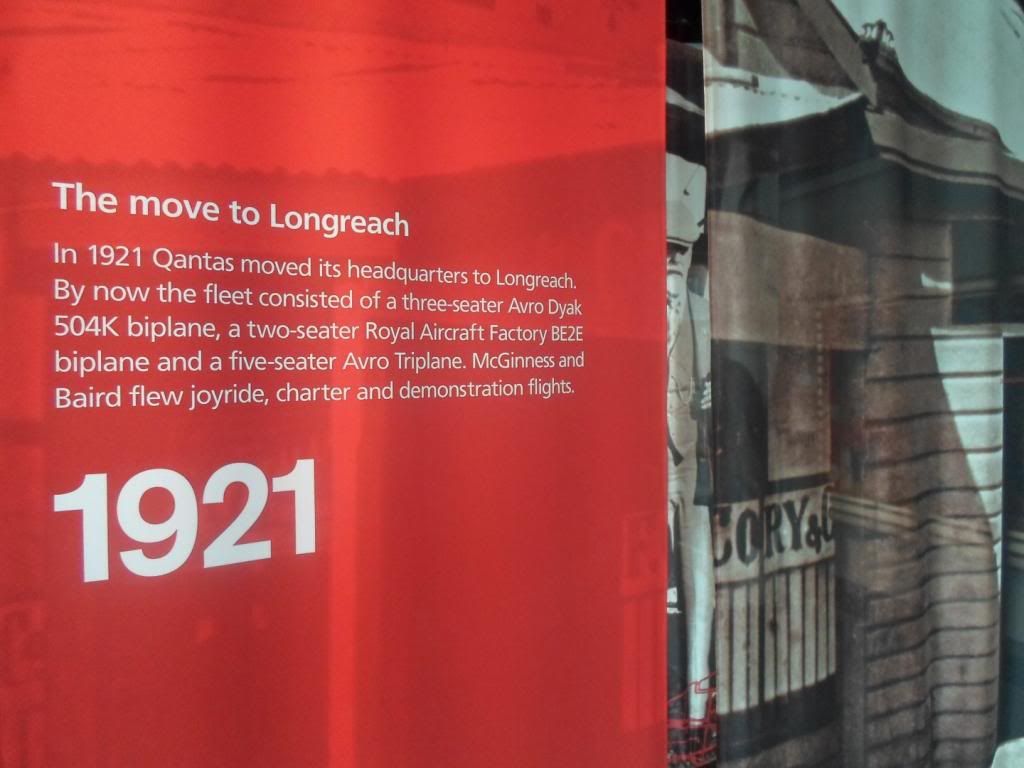 The move to Longreach
In 1921 Qantas moved its headquarters to Longreach.
By now the fleet consisted of a three-seater Avro Dyak
504K biplane, a two-seater Royal Aircraft Factory BE2E
biplane and a five-seater Avro Triplane. McGinness and
Baird flew joyride, charter and demonstration flights.
1921
CORY&C